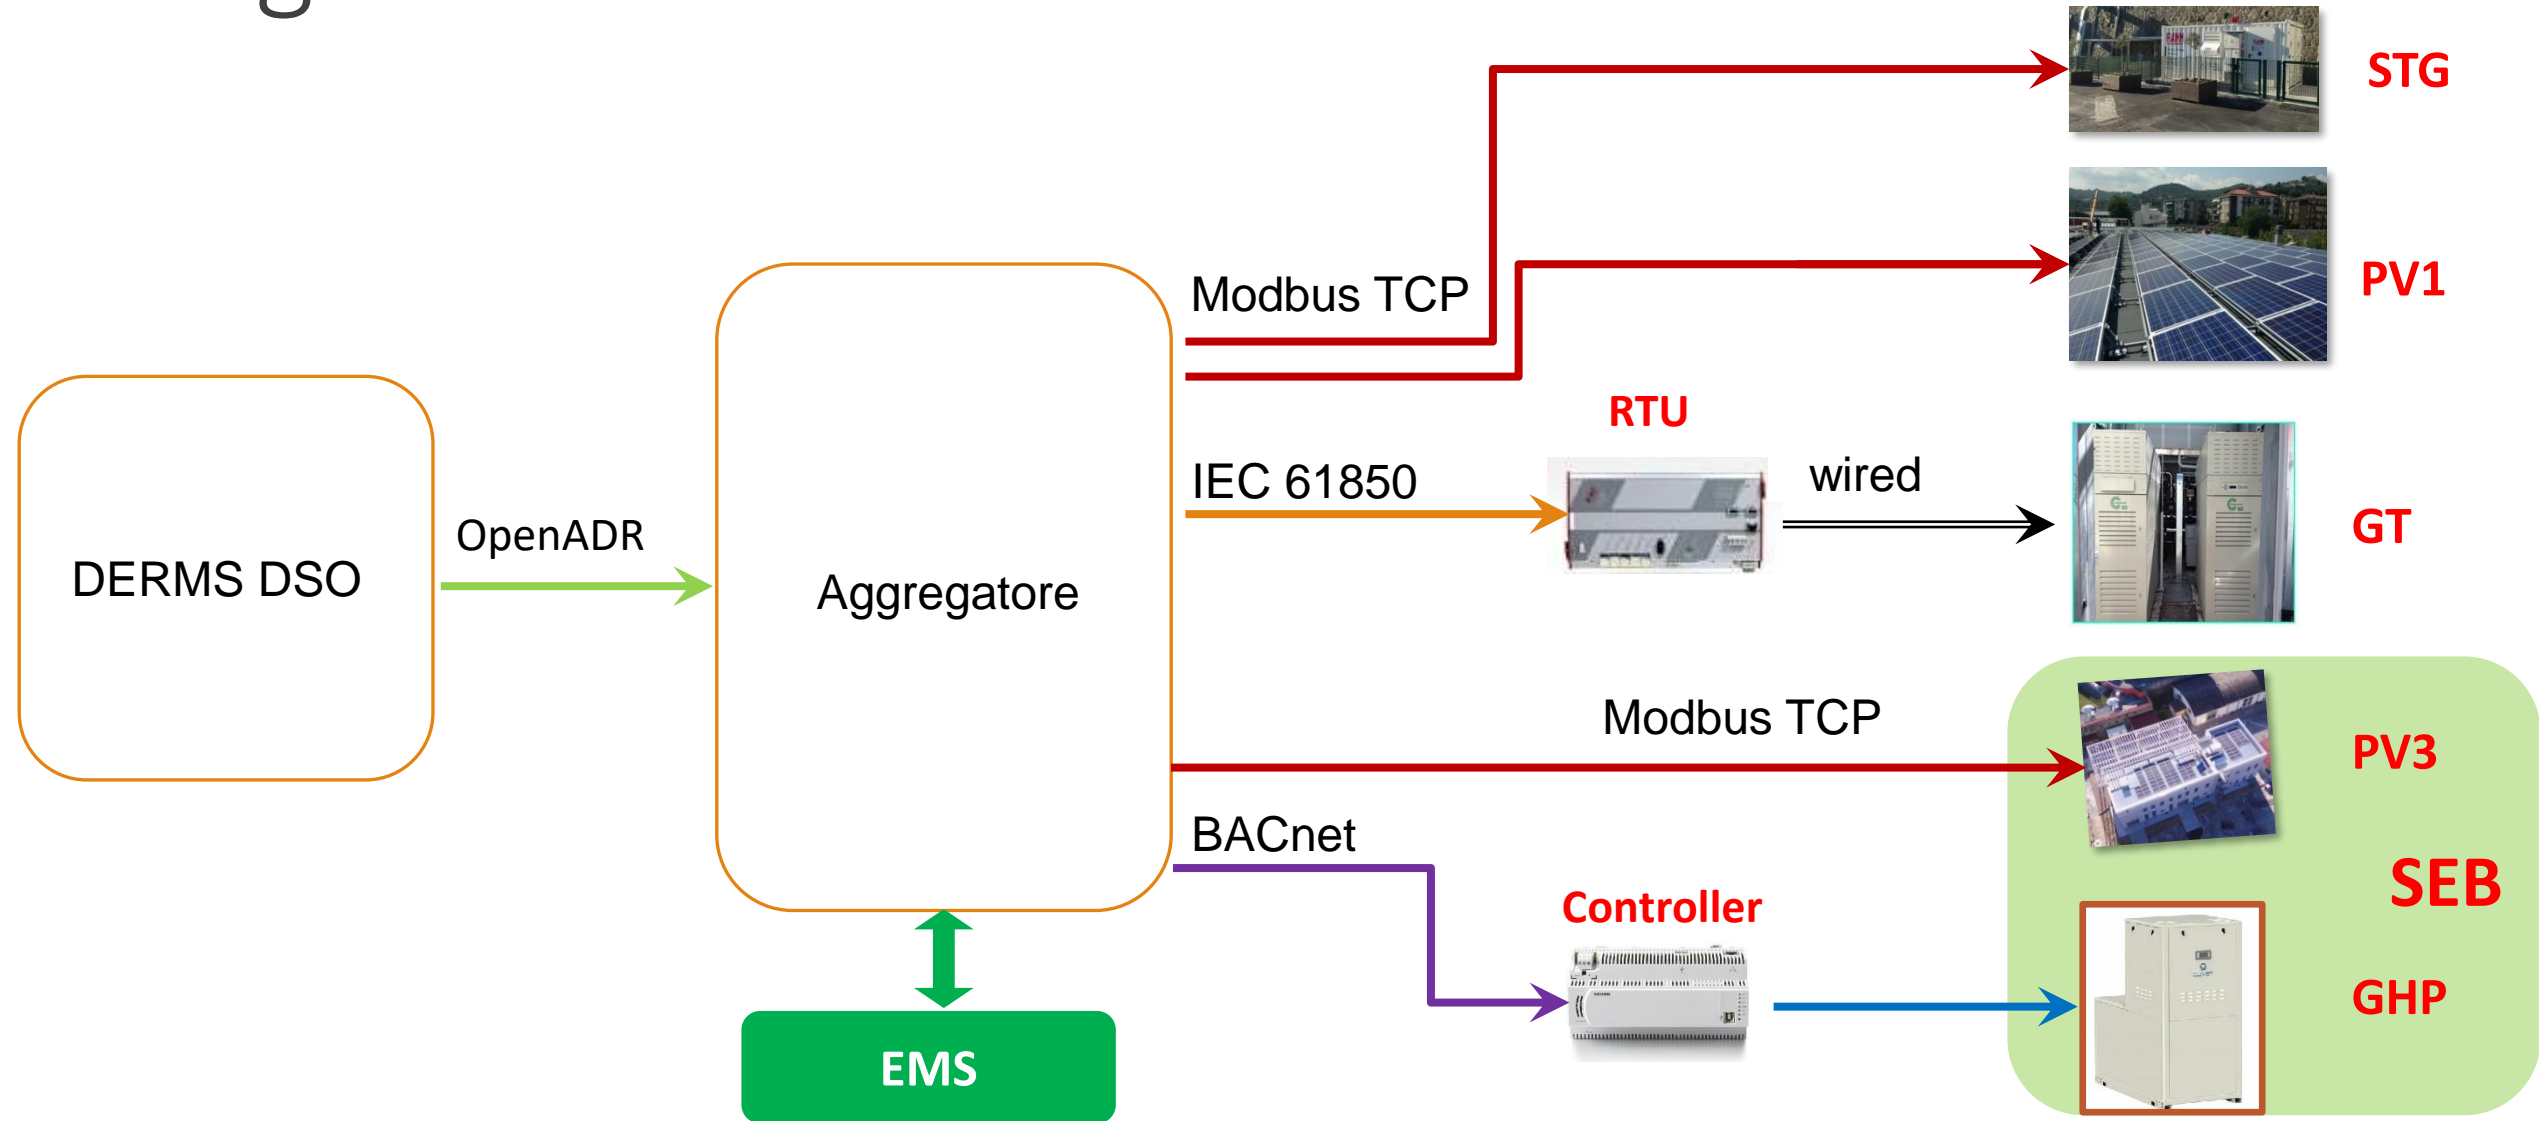 STG
Modbus TCP
PV1
RTU
IEC 61850
wired
GT
OpenADR
DERMS DSO
Aggregatore
Modbus TCP
PV3
BACnet
SEB
Controller
GHP
EMS